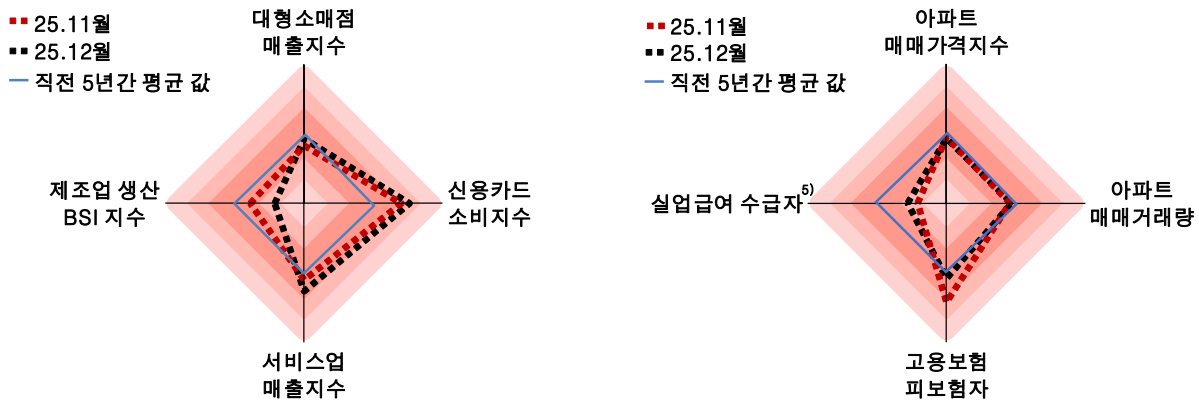 25.11월
25.12월
직전 5년간 평균 값
대형소매점
매출지수
신용카드
소비지수
서비스업
매출지수
제조업 생산
BSI 지수
25.11월
25.12월
직전 5년간 평균 값
아파트
매매가격지수
아파트
매매거래량
고용보험
피보험자
실업급여 수급자5)